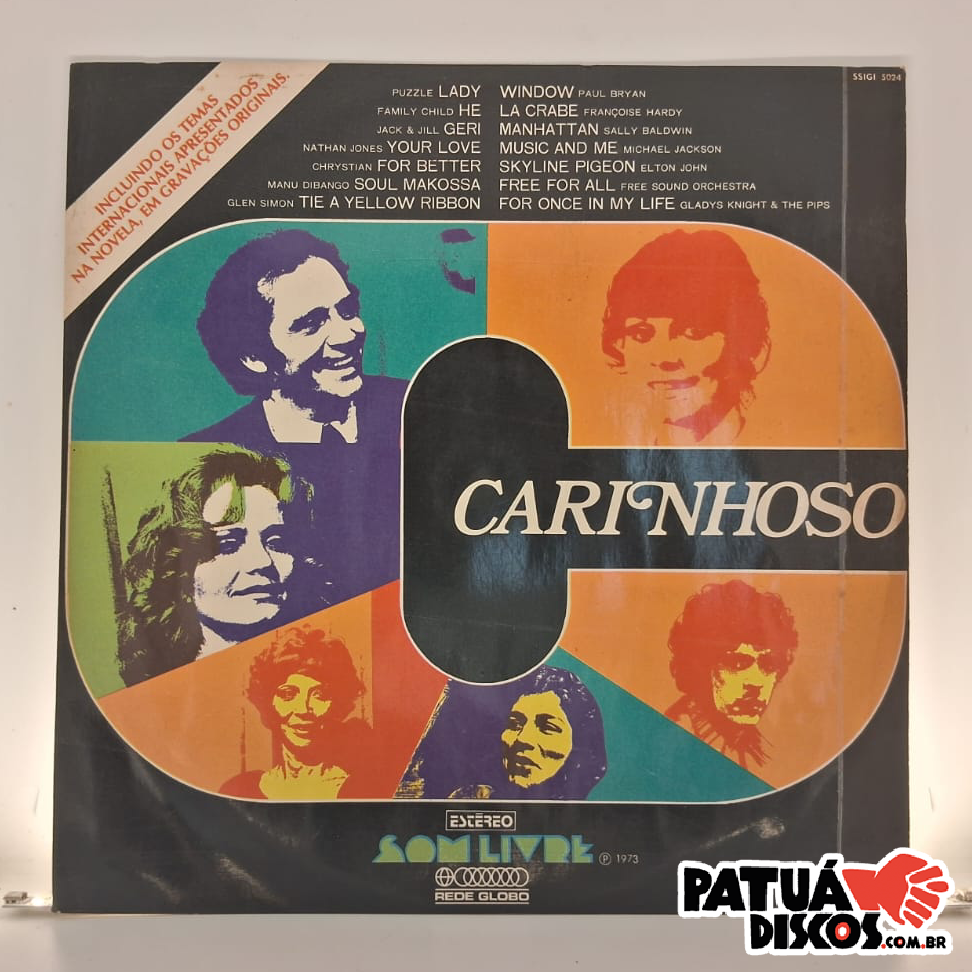 INCLUINDO OS TEMAS
INTERNACIONAIS APRESENTADOS
NA NOVELA, EM GRAVAÇÕES ORIGINAIS.
PUZZLE LADY
FAMILY CHILD HE
JACK & JILL GERI
NATHAN JONES YOUR LOVE
CHRYSTIAN FOR BETTER
MANU DIBANGO SOUL MAKOSSA
GLEN SIMON TIE A YELLOW RIBBON
WINDOW PAUL BRYAN
LA CRABE FRANÇOISE HARDY
MANHATTAN SALLY BALDWIN
MUSIC AND ME MICHAEL JACKSON
SKYLINE PIGEON ELTON JOHN
FREE FOR ALL FREE SOUND ORCHESTRA
FOR ONCE IN MY LIFE GLADYS KNIGHT & THE PIPS
SSIGI 5024
CARINHOSO
ESTÉREO
SOM LIVRE
℗ 1973
REDE GLOBO
PATUÁ
DISCOS.COM.BR